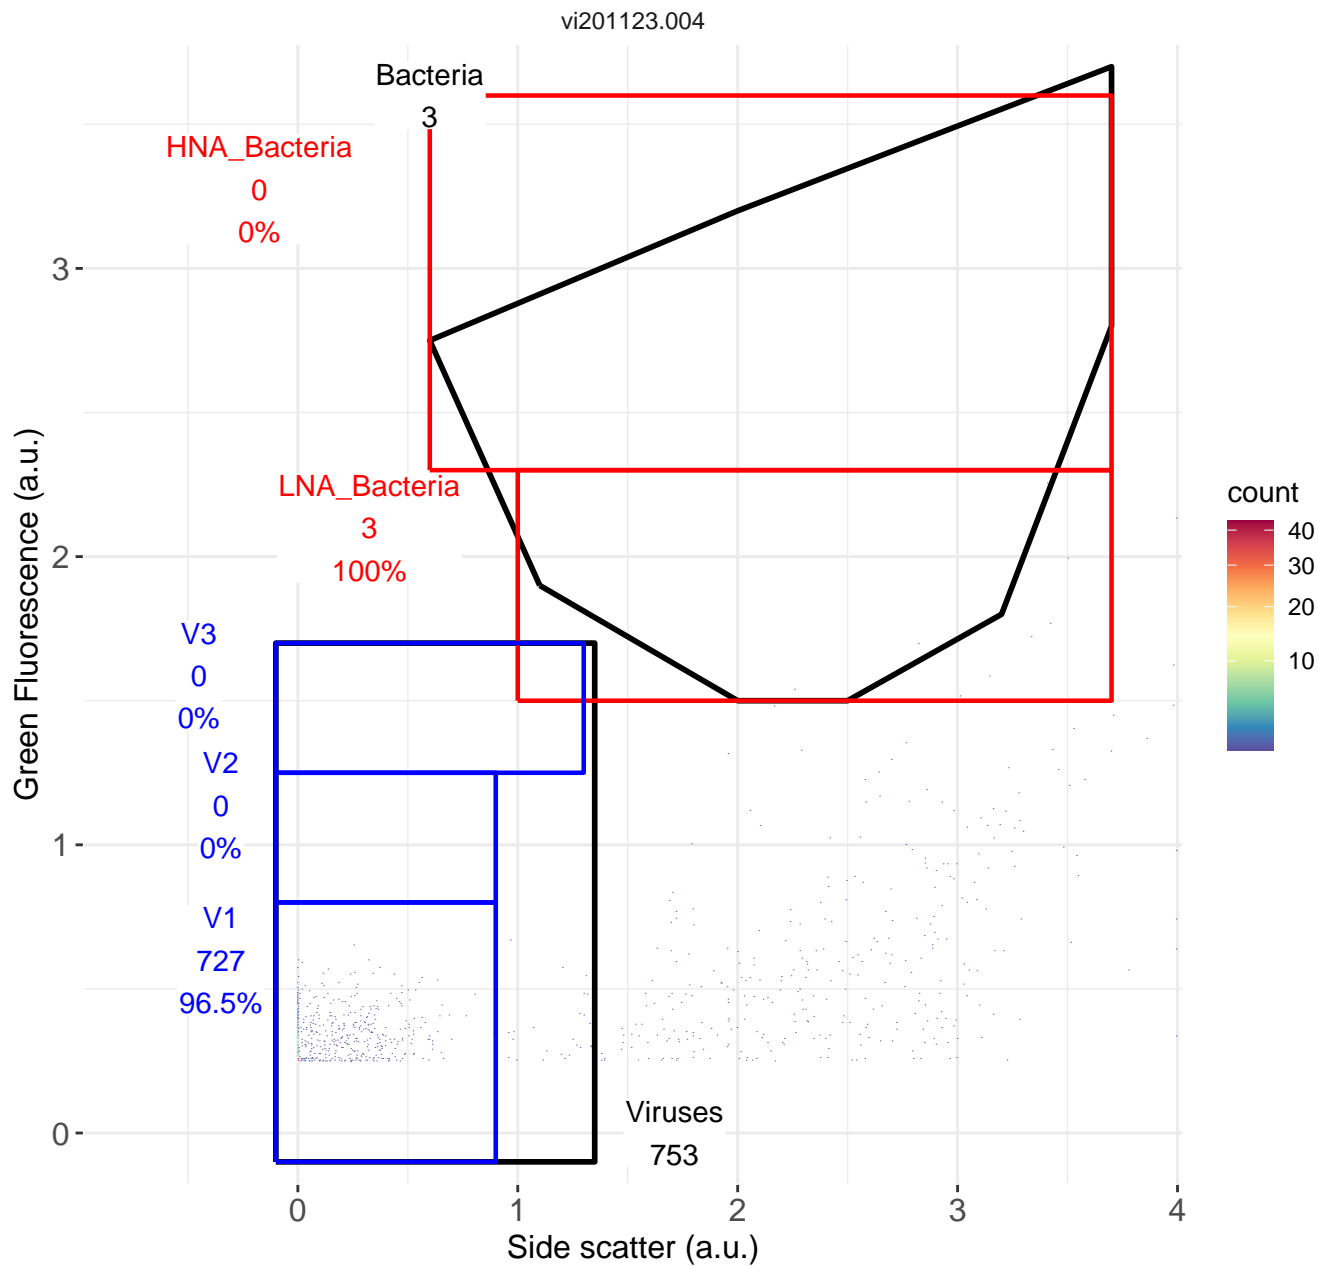 vi201123.004
Bacteria
3
HNA_Bacteria
0
0%
LNA_Bacteria
3
100%
V3
0
0%
V2
0
0%
V1
727
96.5%
Viruses
753
Green Fluorescence (a.u.)
3
2
1
0
0
1
2
3
4
Side scatter (a.u.)
count
40
30
20
10